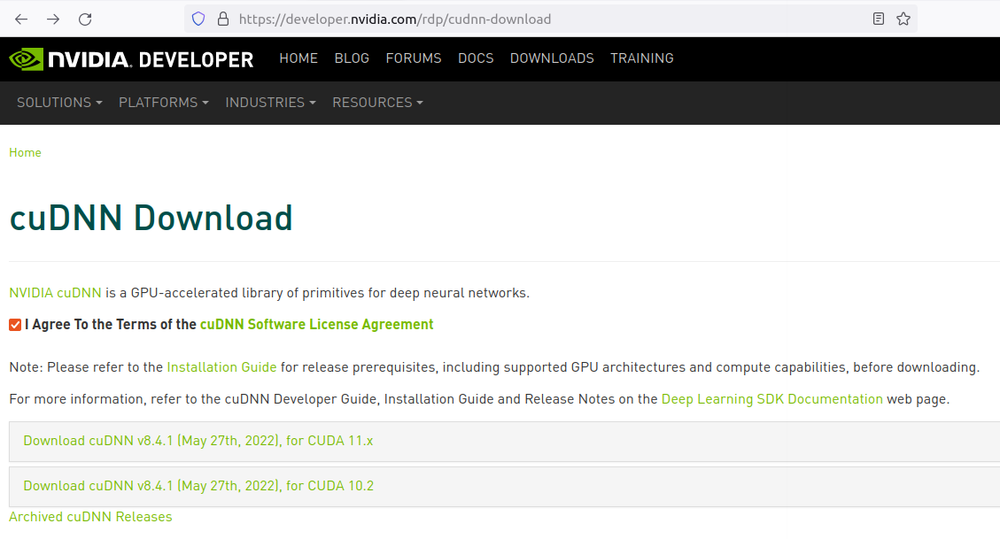 https://developer.nvidia.com/rdp/cudnn-download
NVIDIA. DEVELOPER HOME BLOG FORUMS DOCS DOWNLOADS TRAINING
SOLUTIONS PLATFORMS INDUSTRIES RESOURCES
Home
cuDNN Download
NVIDIA cuDNN is a GPU-accelerated library of primitives for deep neural networks.
I Agree To the Terms of the cuDNN Software License Agreement
Note: Please refer to the Installation Guide for release prerequisites, including supported GPU architectures and compute capabilities, before downloading.
For more information, refer to the cuDNN Developer Guide, Installation Guide and Release Notes on the Deep Learning SDK Documentation web page.
Download cuDNN v8.4.1 (May 27th, 2022), for CUDA 11.x
Download cuDNN v8.4.1 (May 27th, 2022), for CUDA 10.2
Archived cuDNN Releases